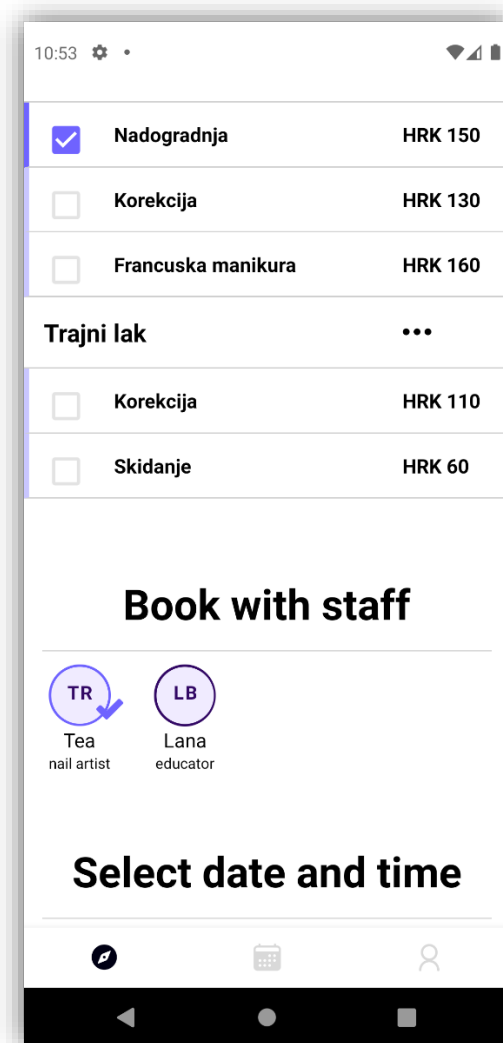 10:53
Nadogradnja HRK 150
Korekcija HRK 130
Francuska manikura HRK 160
Trajni lak •••
Korekcija HRK 110
Skidanje HRK 60
Book with staff
TR LB
Tea Lana
nail artist educator
Select date and time